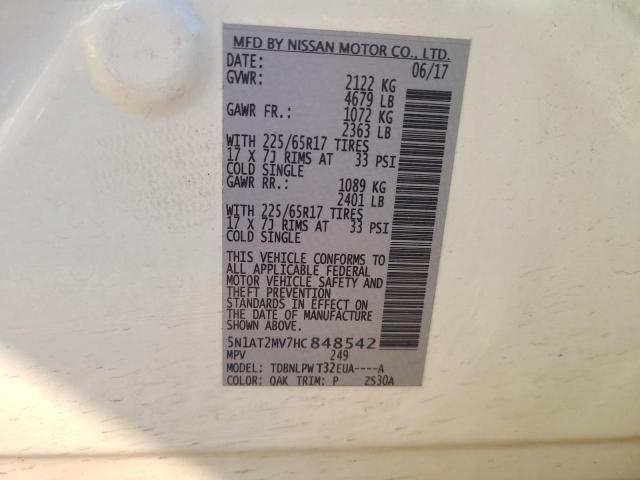 MFD BY NISSAN MOTOR CO., LTD.
DATE: 06/17
GVWR: 2122 KG
4679 LB
GAWR FR.: 1072 KG
2363 LB
WITH 225/65R17 TIRES
17 X 7J RIMS AT 33 PSI
COLD SINGLE
GAWR RR.: 1089 KG
2401 LB
WITH 225/65R17 TIRES
17 X 7J RIMS AT 33 PSI
COLD SINGLE
THIS VEHICLE CONFORMS TO
ALL APPLICABLE FEDERAL
MOTOR VEHICLE SAFETY AND
THEFT PREVENTION
STANDARDS IN EFFECT ON
THE DATE OF MANUFACTURE
SHOWN ABOVE.
5N1AT2MV7HC848542
MPV 249
MODEL: TDBNLPW T32EUA----A
COLOR: OAK TRIM: P ZS30A